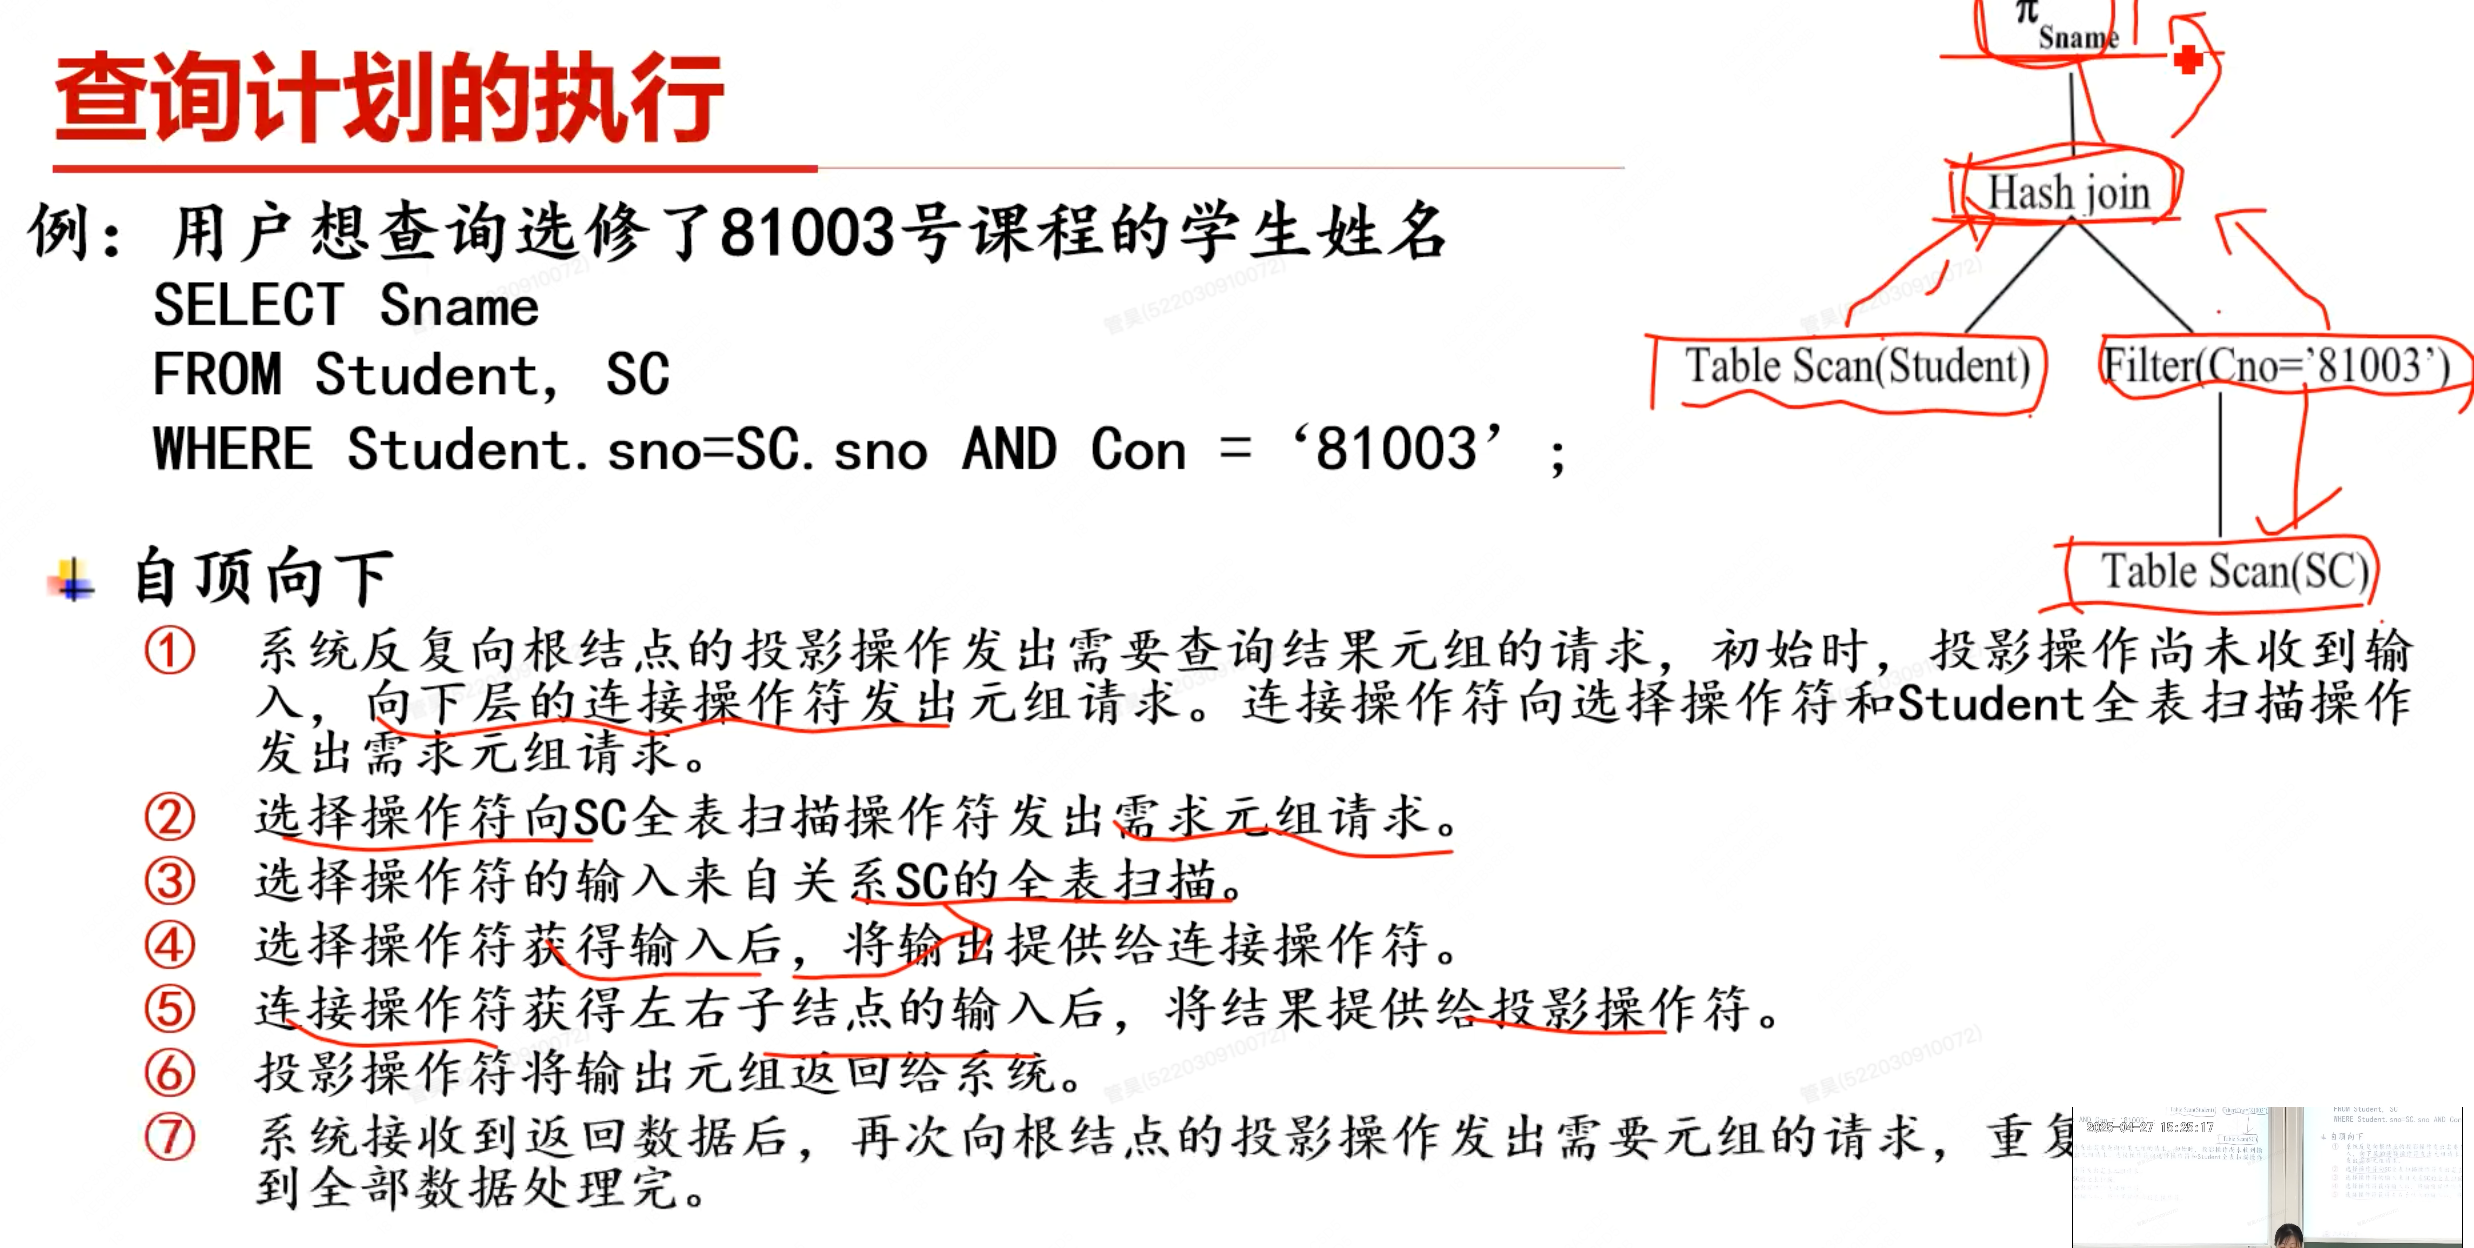 查询计划的执行
π
Sname
Hash join
Table Scan(Student)
Filter(Cno=’81003’)
Table Scan(SC)
例：用户想查询选修了81003号课程的学生姓名
SELECT Sname
FROM Student, SC
WHERE Student.sno=SC.sno AND Con = ‘81003’ ;
自顶向下
① 系统反复向根结点的投影操作发出需要查询结果元组的请求，初始时，投影操作尚未收到输
入，向下层的连接操作符发出元组请求。连接操作符向选择操作符和Student全表扫描操作
发出需求元组请求。
② 选择操作符向SC全表扫描操作符发出需求元组请求。
③ 选择操作符的输入来自关系SC的全表扫描。
④ 选择操作符获得输入后，将输出提供给连接操作符。
⑤ 连接操作符获得左右子结点的输入后，将结果提供给投影操作符。
⑥ 投影操作符将输出元组返回给系统。
⑦ 系统接收到返回数据后，再次向根结点的投影操作发出需要元组的请求，重复
到全部数据处理完。
管昊(522030910072)
2025-04-27 15:25:17